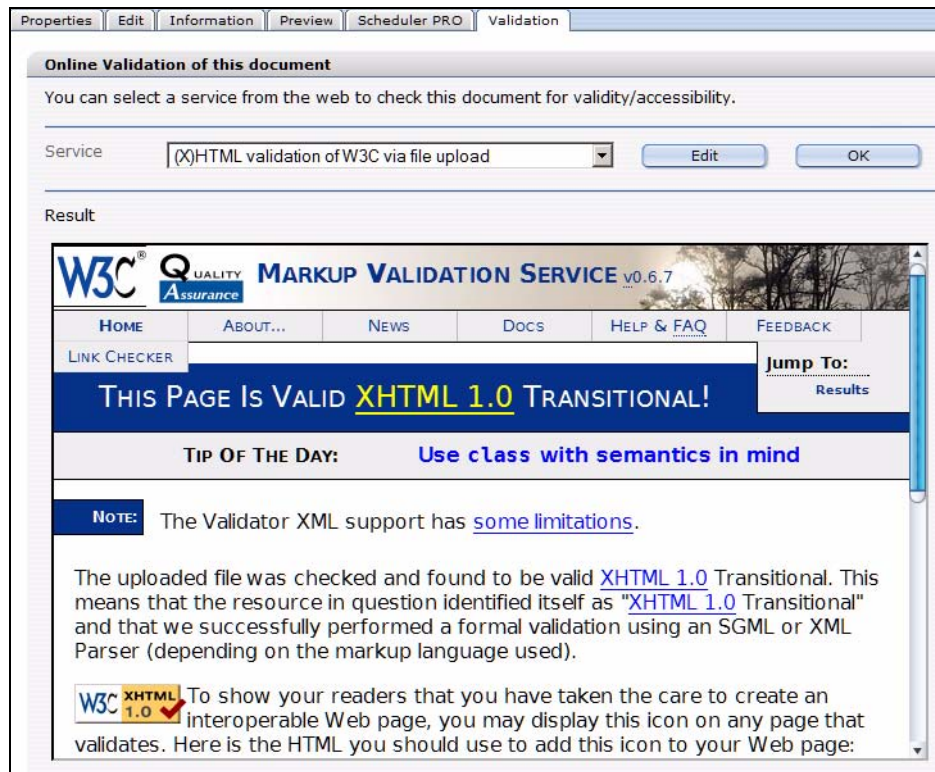 Properties Edit Information Preview Scheduler PRO Validation
Online Validation of this document
You can select a service from the web to check this document for validity/accessibility.
Service (X)HTML validation of W3C via file upload Edit OK
Result
W3C® QUALITY Assurance MARKUP VALIDATION SERVICE v0.6.7
HOME ABOUT... NEWS DOCS HELP & FAQ FEEDBACK
LINK CHECKER
Jump To:
Results
THIS PAGE IS VALID XHTML 1.0 TRANSITIONAL!
TIP OF THE DAY: Use class with semantics in mind
NOTE: The Validator XML support has some limitations.
The uploaded file was checked and found to be valid XHTML 1.0 Transitional. This
means that the resource in question identified itself as "XHTML 1.0 Transitional"
and that we successfully performed a formal validation using an SGML or XML
Parser (depending on the markup language used).
W3C XHTML 1.0 To show your readers that you have taken the care to create an
interoperable Web page, you may display this icon on any page that
validates. Here is the HTML you should use to add this icon to your Web page: